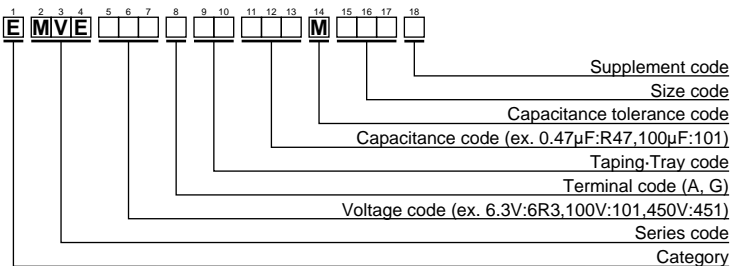 1 2 3 4 5 6 7 8 9 10 11 12 13 14 15 16 17 18
E M V E M
Supplement code
Size code
Capacitance tolerance code
Capacitance code (ex. 0.47µF:R47,100µF:101)
Taping·Tray code
Terminal code (A, G)
Voltage code (ex. 6.3V:6R3,100V:101,450V:451)
Series code
Category